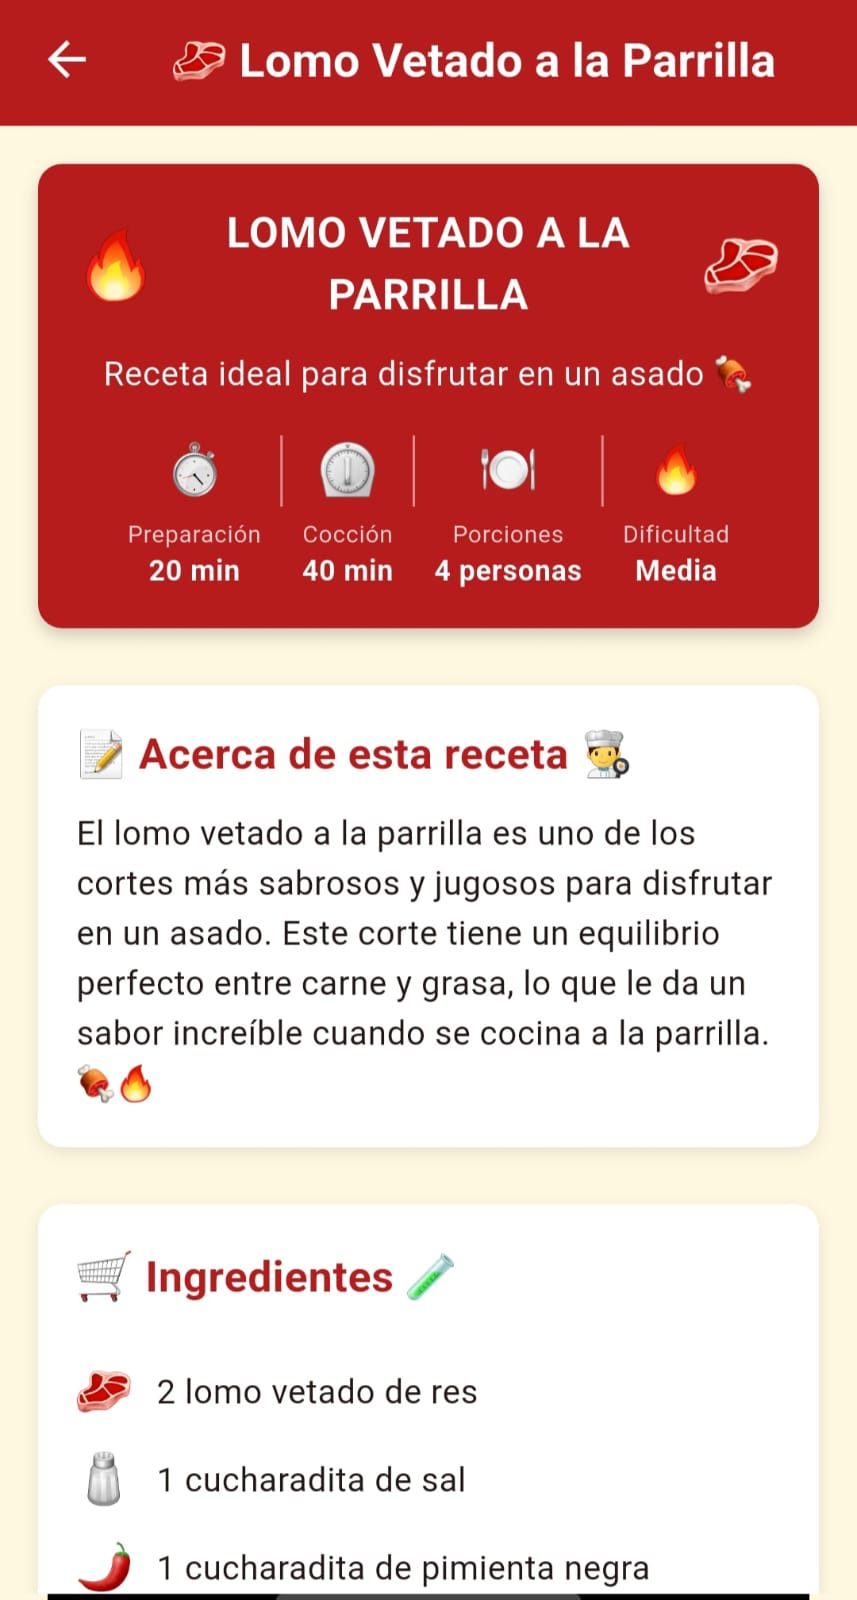 Lomo Vetado a la Parrilla
LOMO VETADO A LA
PARRILLA
Receta ideal para disfrutar en un asado
Preparación
20 min
Cocción
40 min
Porciones
4 personas
Dificultad
Media
Acerca de esta receta
El lomo vetado a la parrilla es uno de los
cortes más sabrosos y jugosos para disfrutar
en un asado. Este corte tiene un equilibrio
perfecto entre carne y grasa, lo que le da un
sabor increíble cuando se cocina a la parrilla.
Ingredientes
2 lomo vetado de res
1 cucharadita de sal
1 cucharadita de pimienta negra